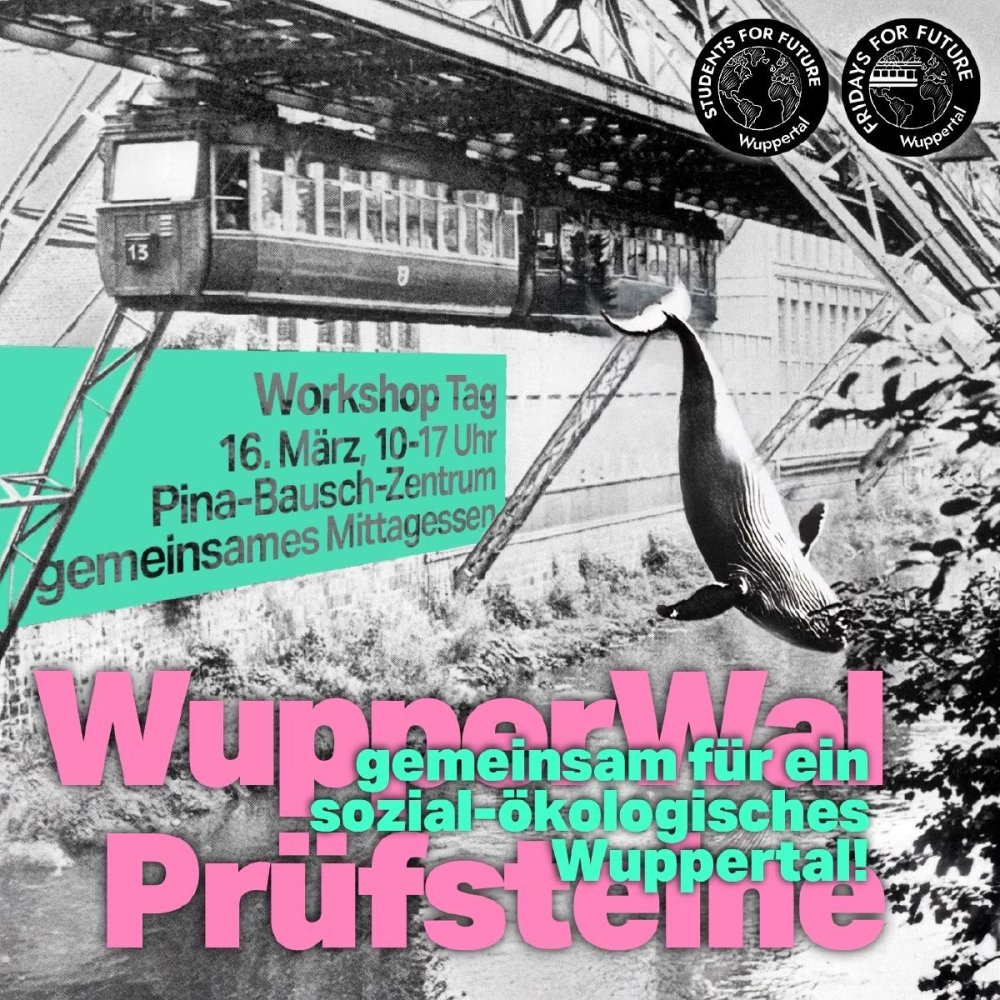 STUDENTS FOR FUTURE
Wuppertal
FRIDAYS FOR FUTURE
Wuppertal
13
Workshop Tag
16. März, 10-17 Uhr
Pina-Bausch-Zentrum
gemeinsames Mittagessen
WupperWal
gemeinsam für ein
sozial-ökologisches
Wuppertal!
Prüfsteine